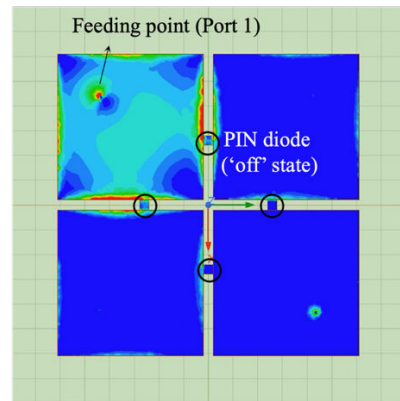 Feeding point (Port 1)
PIN diode
('off' state)